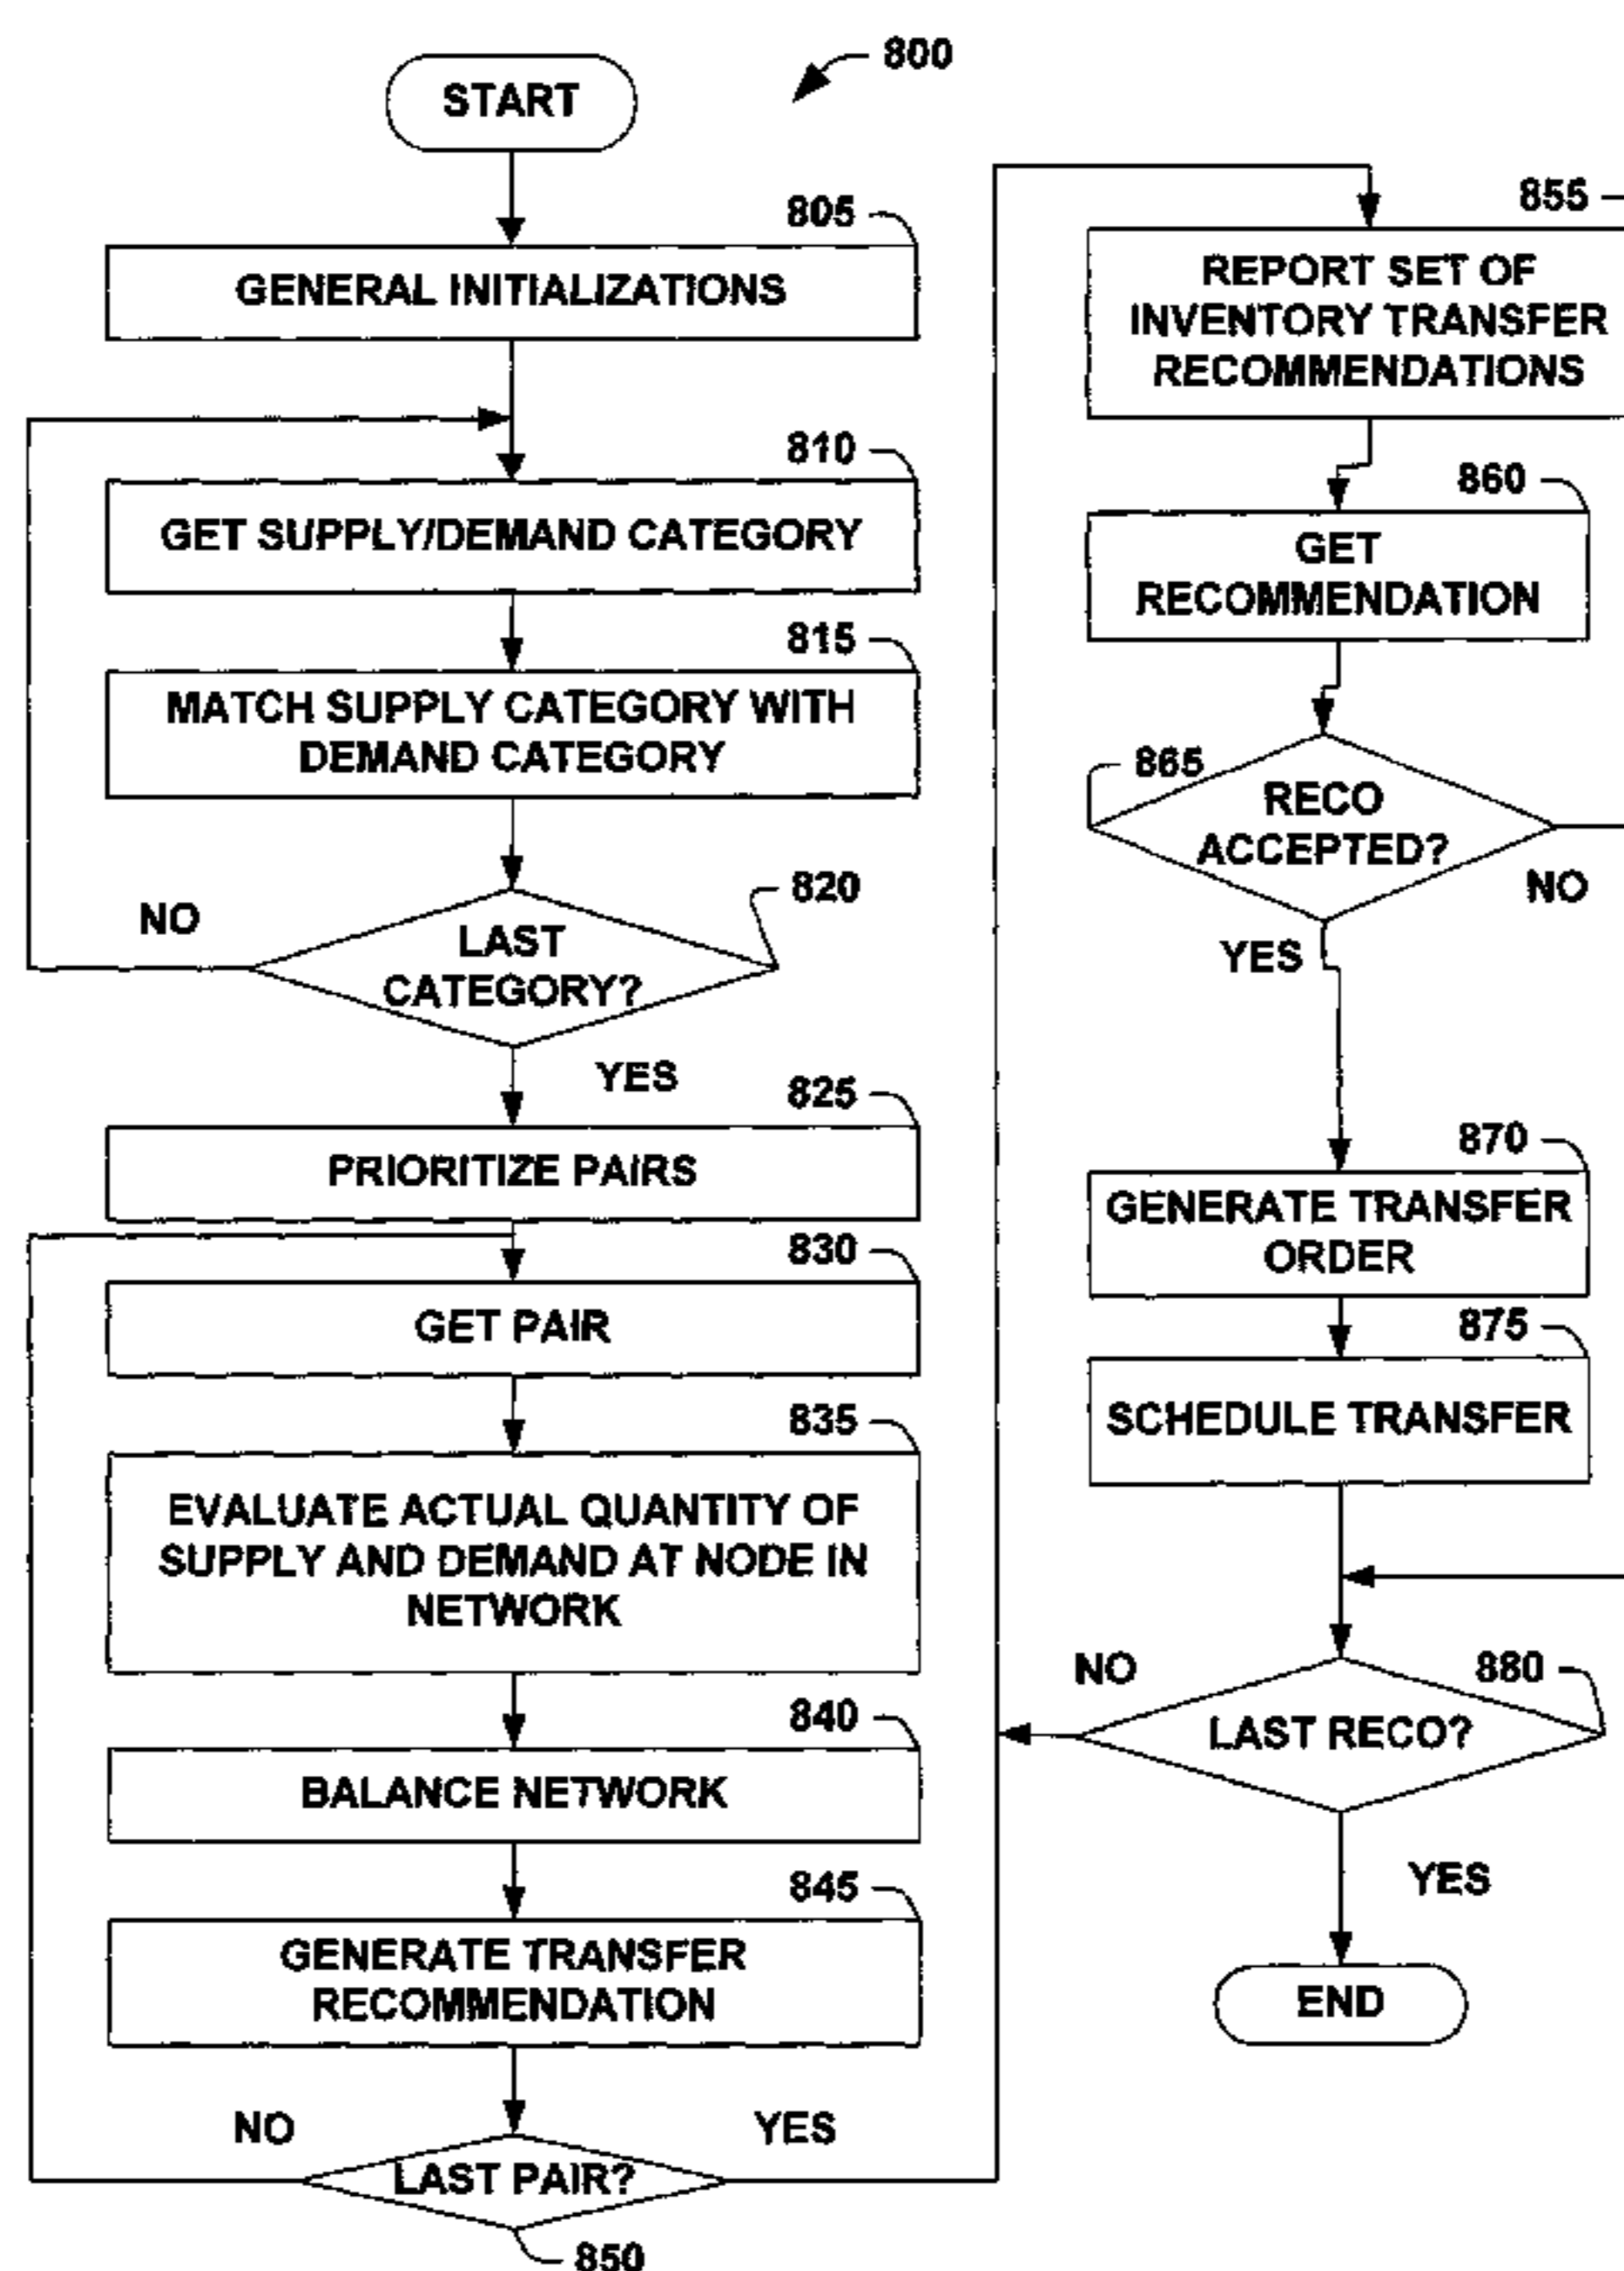 800
START
805
GENERAL INITIALIZATIONS
810
GET SUPPLY/DEMAND CATEGORY
815
MATCH SUPPLY CATEGORY WITH
DEMAND CATEGORY
820
NO
LAST
CATEGORY?
YES
825
PRIORITIZE PAIRS
830
GET PAIR
835
EVALUATE ACTUAL QUANTITY OF
SUPPLY AND DEMAND AT NODE IN
NETWORK
840
BALANCE NETWORK
845
GENERATE TRANSFER
RECOMMENDATION
NO
YES
LAST PAIR?
850
855
REPORT SET OF
INVENTORY TRANSFER
RECOMMENDATIONS
860
GET
RECOMMENDATION
865
RECO
ACCEPTED?
NO
YES
870
GENERATE TRANSFER
ORDER
875
SCHEDULE TRANSFER
NO
880
LAST RECO?
YES
END